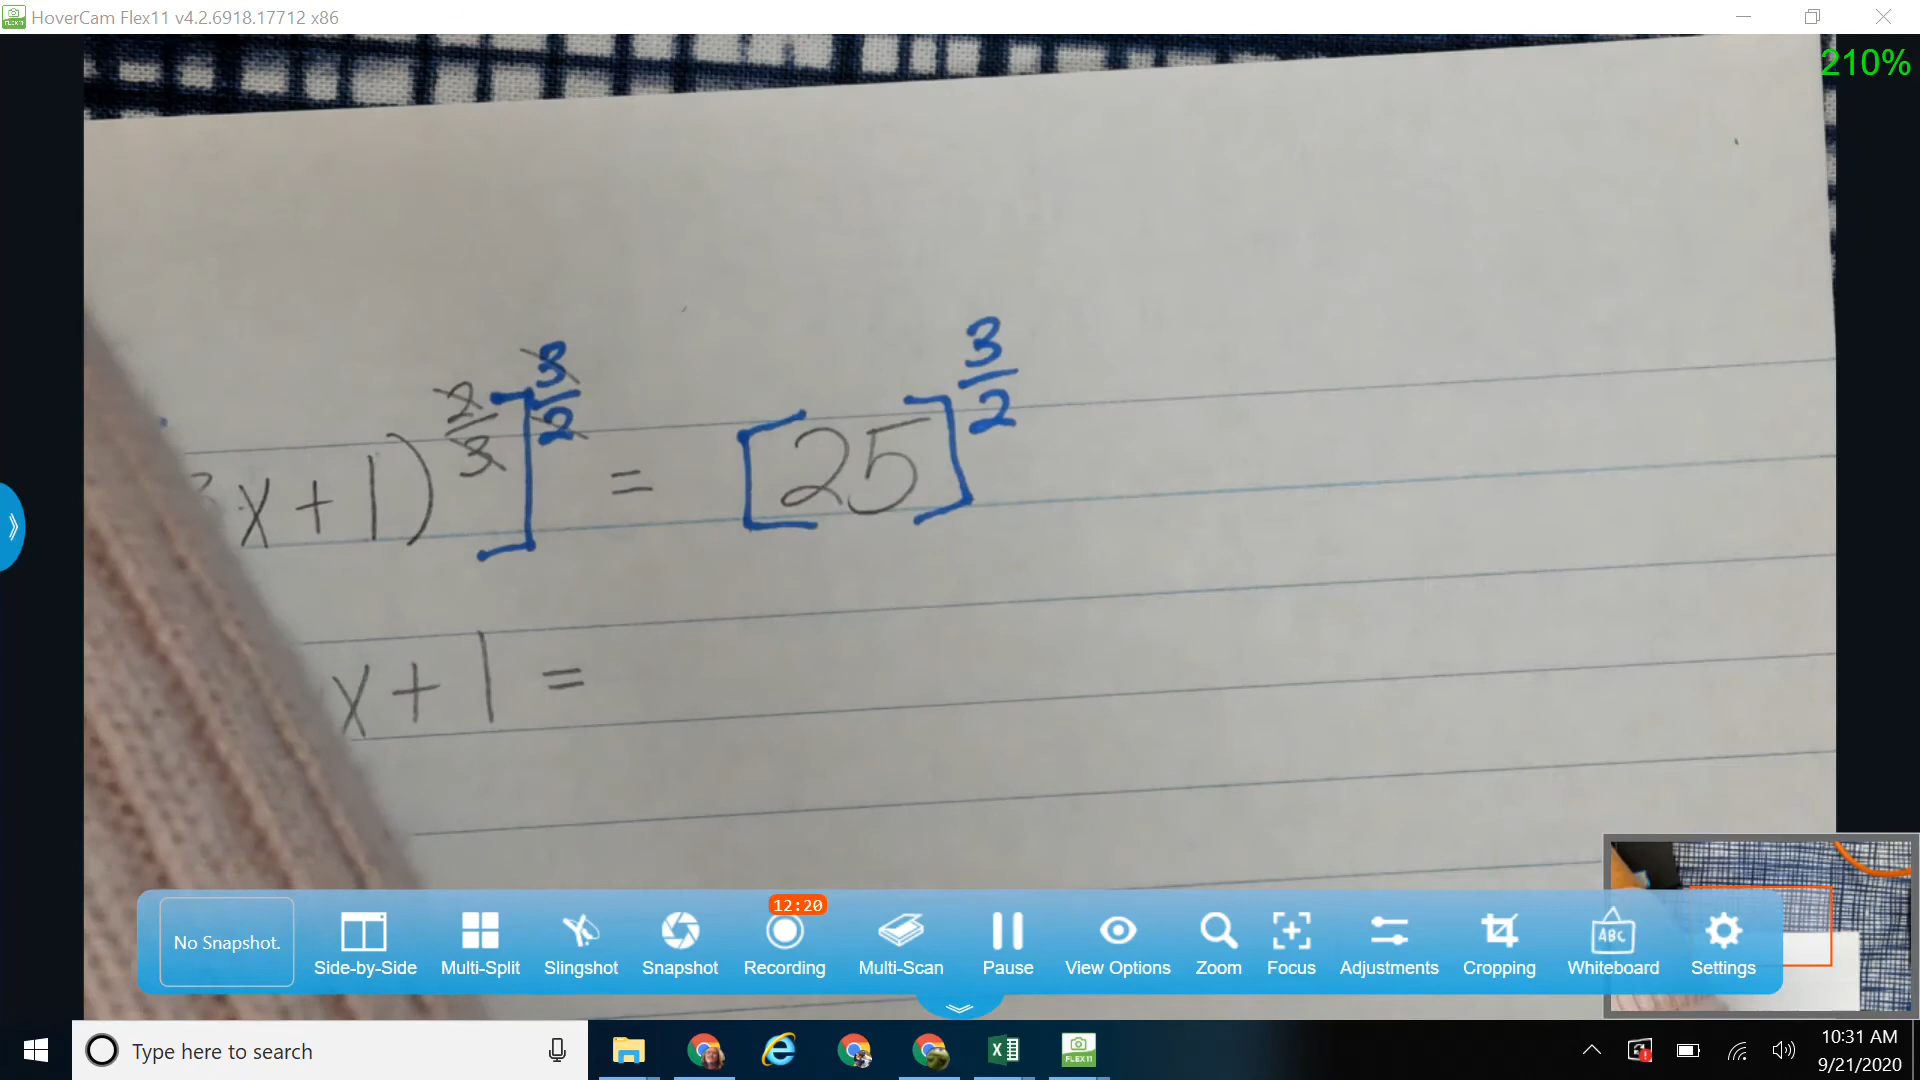 HoverCam Flex11 v4.2.6918.17712 x86
210%
x + 1)^(2/3)]^(3/2) = [25]^(3/2)
x + 1 =
12:20
No Snapshot.
Side-by-Side
Multi-Split
Slingshot
Snapshot
Recording
Multi-Scan
Pause
View Options
Zoom
Focus
Adjustments
Cropping
ABC
Whiteboard
Settings
Type here to search
FLEX11
10:31 AM
9/21/2020